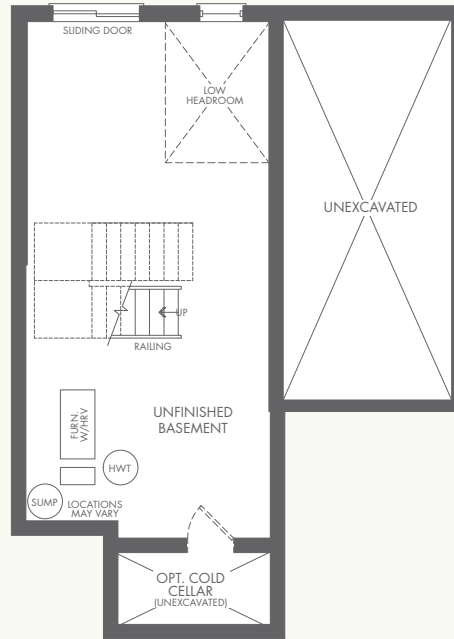 SLIDING DOOR
LOW
HEADROOM
UNEXCAVATED
UP
RAILING
FURN.
W/HRV
UNFINISHED
BASEMENT
HWT
SUMP
LOCATIONS
MAY VARY
OPT. COLD
CELLAR
(UNEXCAVATED)